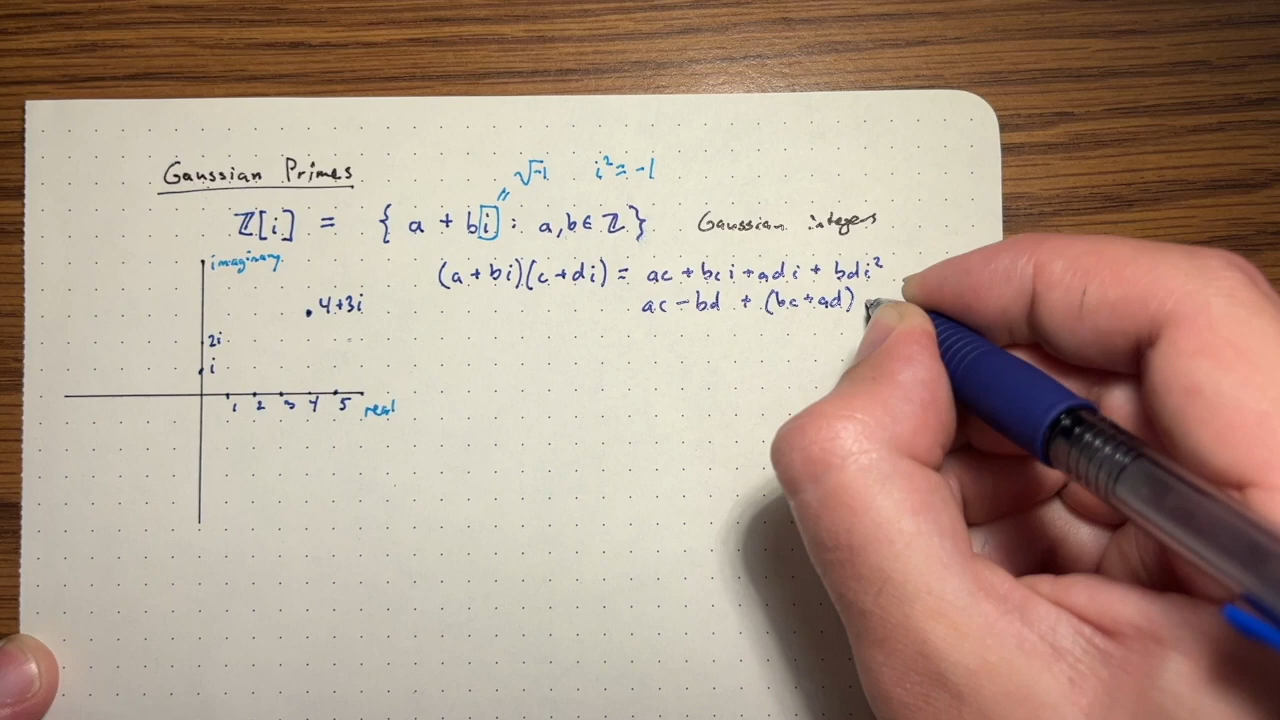 Gaussian Primes
√-1 i² = -1
ℤ[i] = { a + bi : a, b ∈ ℤ } Gaussian integers
imaginary
(a + bi)(c + di) = ac + bci + adi + bdi²
ac - bd + (bc + ad)
4+3i
2i
i
1 2 3 4 5 real